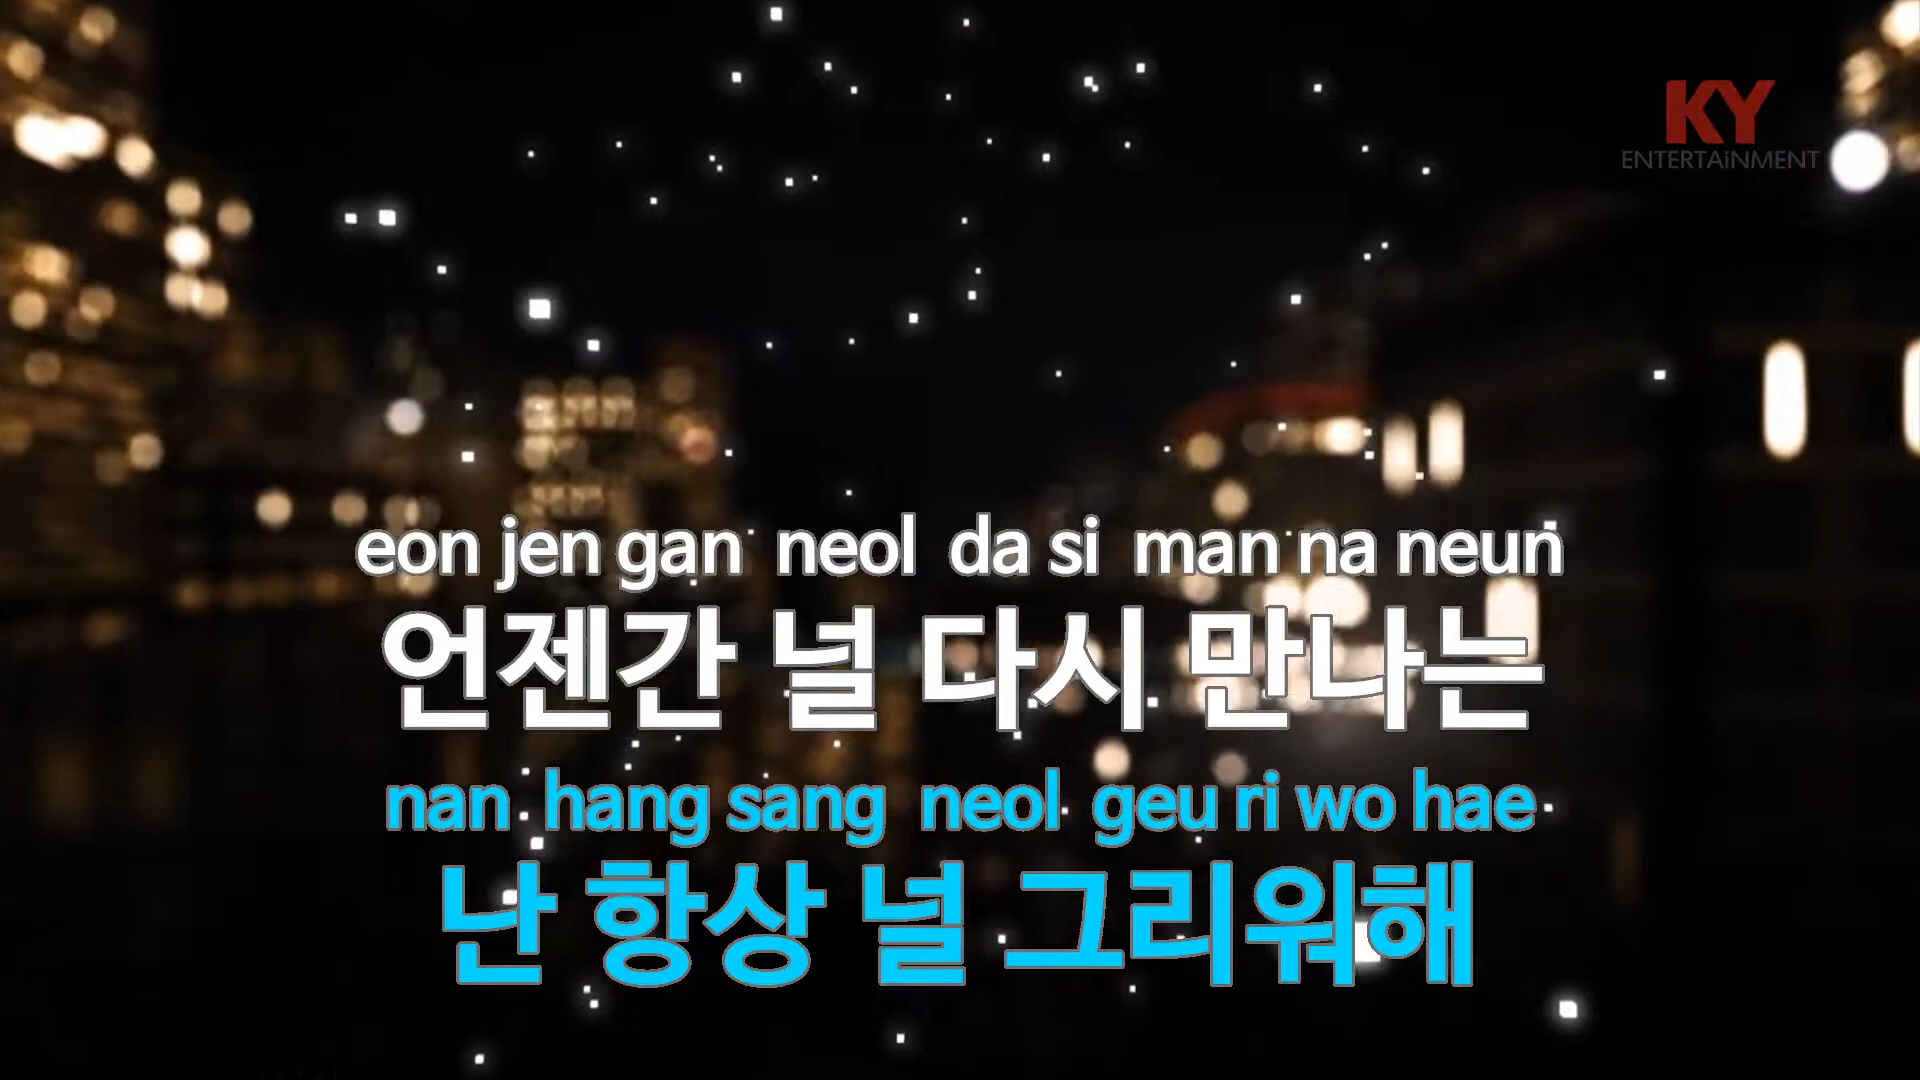 KY
ENTERTAiNMENT
eon jen gan neol da si man na neun
언젠간 널 다시 만나는
nan hang sang neol geu ri wo hae
난 항상 널 그리워해